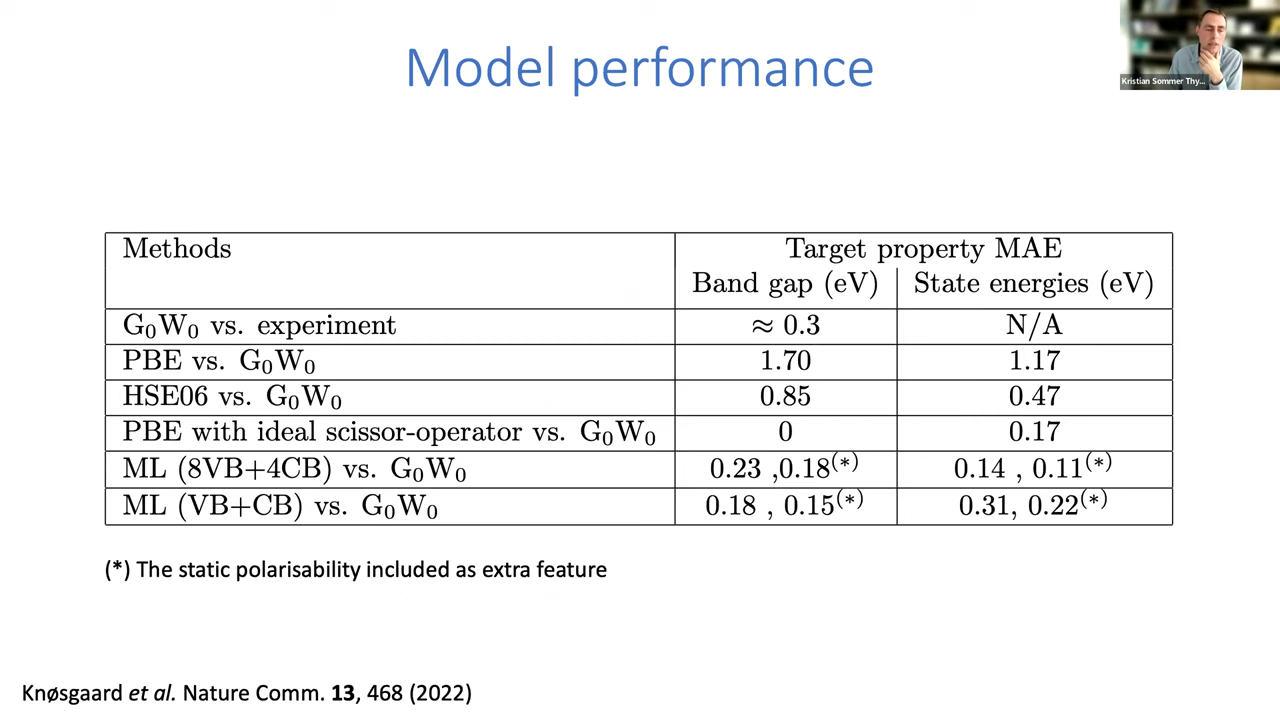 Model performance
Kristian Sommer Thy...
Methods Target property MAE
Band gap (eV) State energies (eV)
G₀W₀ vs. experiment ≈ 0.3 N/A
PBE vs. G₀W₀ 1.70 1.17
HSE06 vs. G₀W₀ 0.85 0.47
PBE with ideal scissor-operator vs. G₀W₀ 0 0.17
ML (8VB+4CB) vs. G₀W₀ 0.23 ,0.18(*) 0.14 , 0.11(*)
ML (VB+CB) vs. G₀W₀ 0.18 , 0.15(*) 0.31, 0.22(*)
(*) The static polarisability included as extra feature
Knøsgaard et al. Nature Comm. 13, 468 (2022)